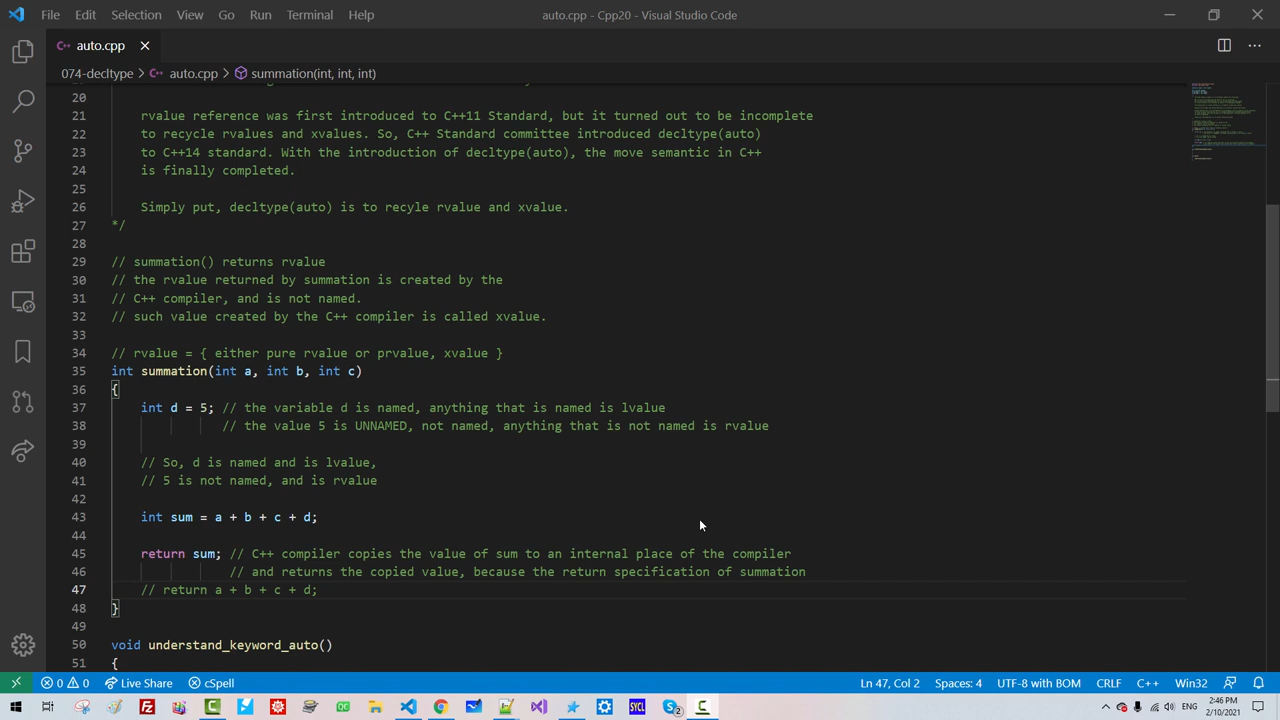 File Edit Selection View Go Run Terminal Help
auto.cpp - Cpp20 - Visual Studio Code
auto.cpp
074-decltype > auto.cpp > summation(int, int, int)
20
21 rvalue reference was first introduced to C++11 Standard, but it turned out to be incomplete
22 to recycle rvalues and xvalues. So, C++ Standard committee introduced decltype(auto)
23 to C++14 standard. With the introduction of decltype(auto), the move semantic in C++
24 is finally completed.
25
26 Simply put, decltype(auto) is to recyle rvalue and xvalue.
27 */
28
29 // summation() returns rvalue
30 // the rvalue returned by summation is created by the
31 // C++ compiler, and is not named.
32 // such value created by the C++ compiler is called xvalue.
33
34 // rvalue = { either pure rvalue or prvalue, xvalue }
35 int summation(int a, int b, int c)
36 {
37 int d = 5; // the variable d is named, anything that is named is lvalue
38 // the value 5 is UNNAMED, not named, anything that is not named is rvalue
39
40 // So, d is named and is lvalue,
41 // 5 is not named, and is rvalue
42
43 int sum = a + b + c + d;
44
45 return sum; // C++ compiler copies the value of sum to an internal place of the compiler
46 // and returns the copied value, because the return specification of summation
47 // return a + b + c + d;
48 }
49
50 void understand_keyword_auto()
51 {
0 0 Live Share cSpell
Ln 47, Col 2 Spaces: 4 UTF-8 with BOM CRLF C++ Win32
QC SYCL ENG 2:46 PM
2/10/2021